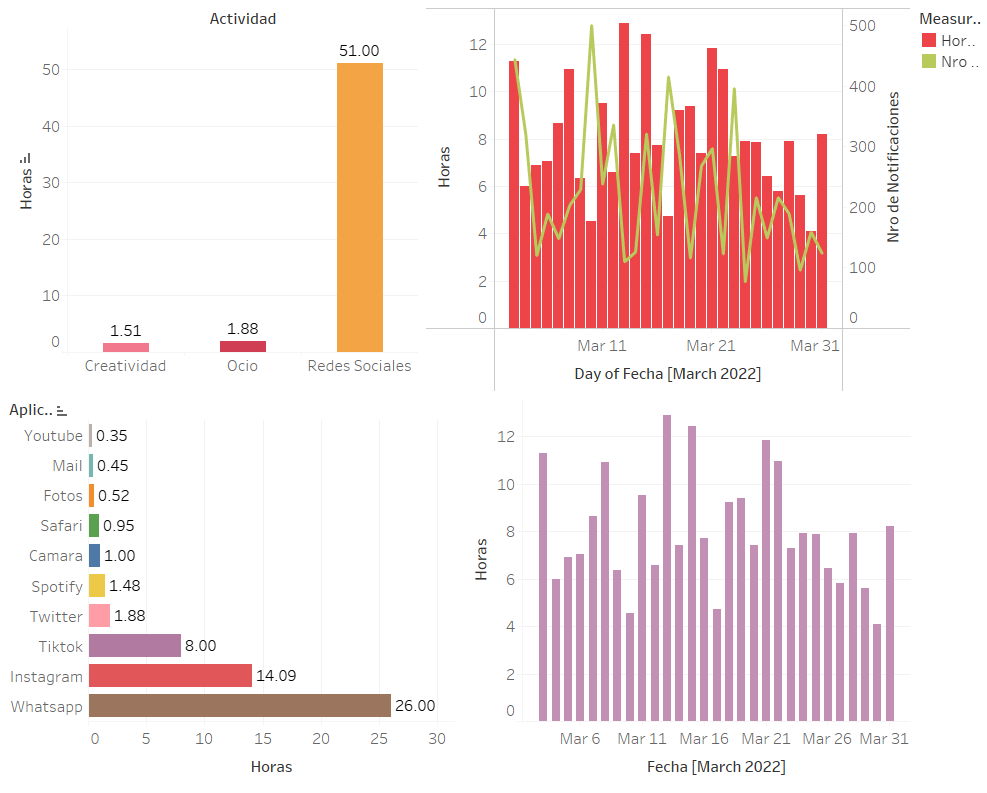 Actividad
Horas
50
40
30
20
10
0
1.51
1.88
51.00
Creatividad
Ocio
Redes Sociales
Horas
12
10
8
6
4
2
0
500
400
300
200
100
0
Nro de Notificaciones
Mar 11
Mar 21
Mar 31
Day of Fecha [March 2022]
Measur..
Hor..
Nro ..
Aplic..
Youtube 0.35
Mail 0.45
Fotos 0.52
Safari 0.95
Camara 1.00
Spotify 1.48
Twitter 1.88
Tiktok 8.00
Instagram 14.09
Whatsapp 26.00
0 5 10 15 20 25 30
Horas
Horas
12
10
8
6
4
2
0
Mar 6 Mar 11 Mar 16 Mar 21 Mar 26 Mar 31
Fecha [March 2022]